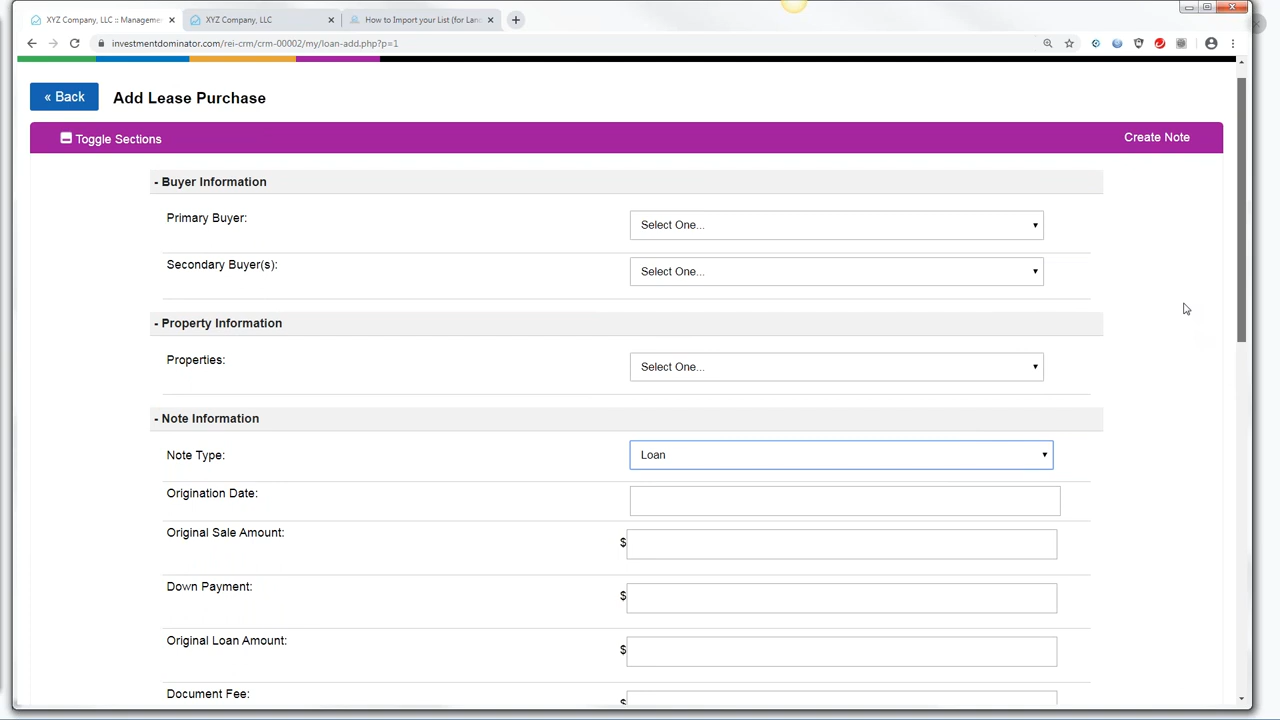 XYZ Company, LLC :: Manageme
XYZ Company, LLC
How to Import your List (for Lan
investmentdominator.com/rei-crm/crm-00002/my/loan-add.php?p=1
« Back
Add Lease Purchase
Toggle Sections
Create Note
- Buyer Information
Primary Buyer:
Select One...
Secondary Buyer(s):
Select One...
- Property Information
Properties:
Select One...
- Note Information
Note Type:
Loan
Origination Date:
Original Sale Amount:
$
Down Payment:
$
Original Loan Amount:
$
Document Fee:
$